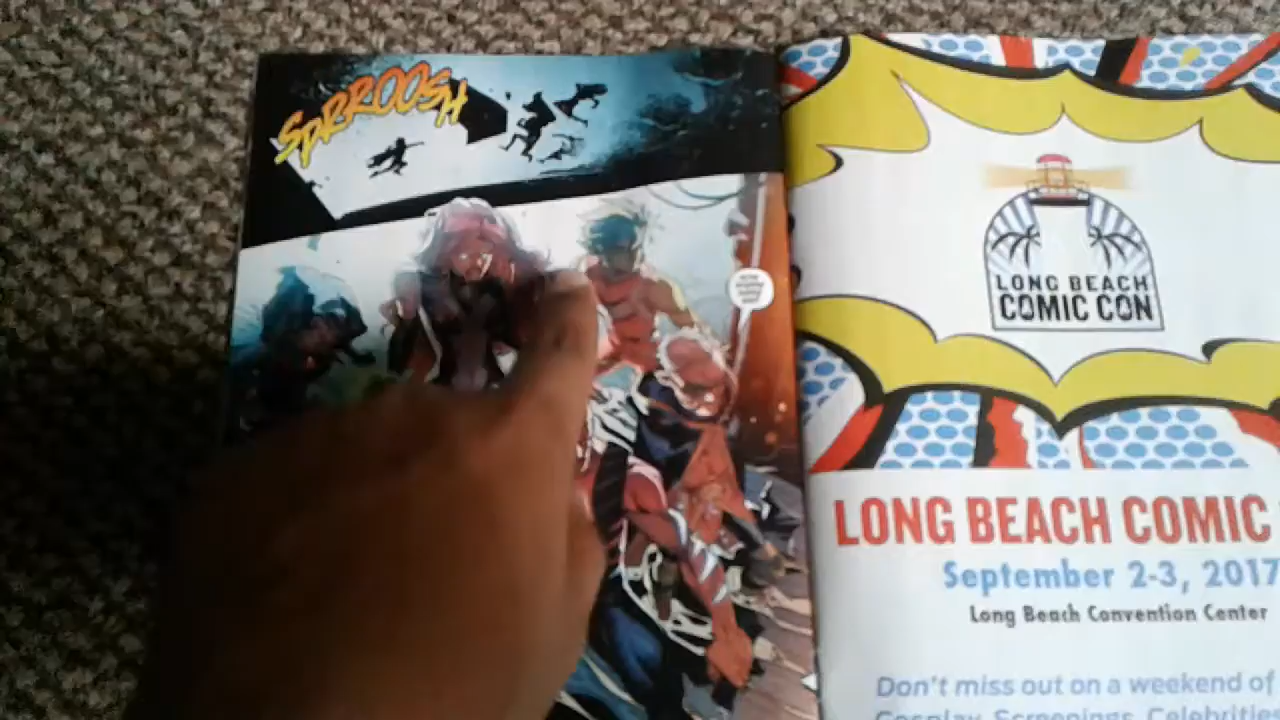 SPRROOSH
LONG BEACH
COMIC CON
LONG BEACH COMIC
September 2-3, 2017
Long Beach Convention Center
Don't miss out on a weekend of
Cosplay, Screenings, Celebrities